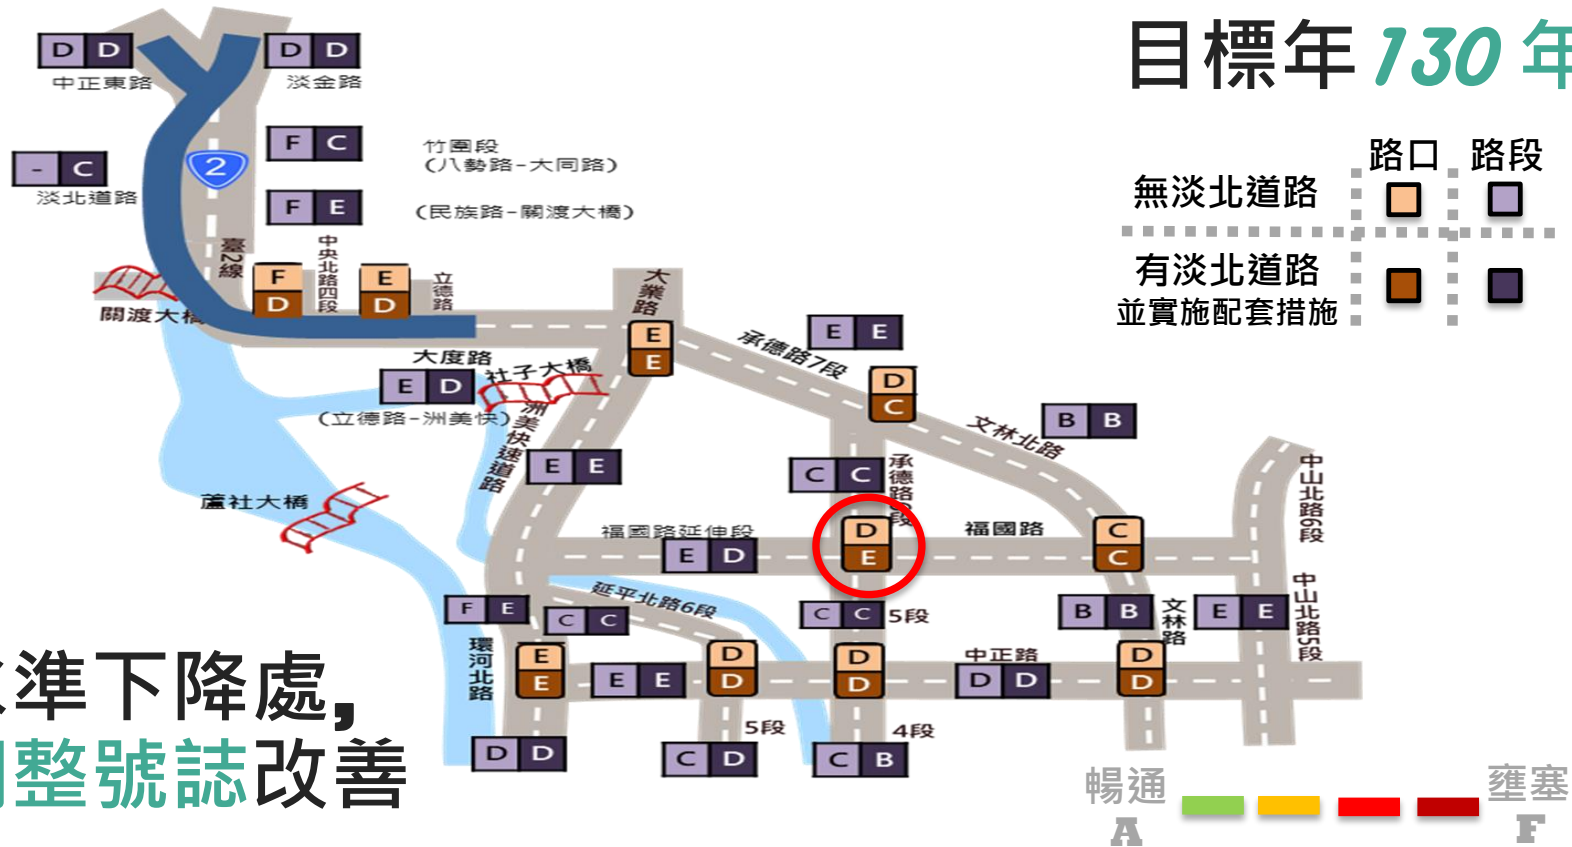 目標年 130 年
路口 路段
無淡北道路
有淡北道路
並實施配套措施
D D
中正東路
D D
淡金路
- C
淡北道路
2
F C
竹圍段
(八勢路-大同路)
F E
(民族路-關渡大橋)
臺2線
F
D
中央北路四段
E
D
立德路
關渡大橋
大度路
E D
(立德路-洲美快)
社子大橋
大業路
E
E
承德路7段
E E
D
C
文林北路
B B
洲美快速道路
E E
C C
承德路 段
蘆社大橋
福國路延伸段
E D
D
E
福國路
C
C
中山北路6段
延平北路6段
F E
C C
C C
5段
B B
文林路
E E
中山北路5段
環河北路
E
E
E E
D
D
D
D
中正路
D D
D
D
D D
5段
C D
4段
C B
準下降處,
整號誌改善
暢通
A
壅塞
F